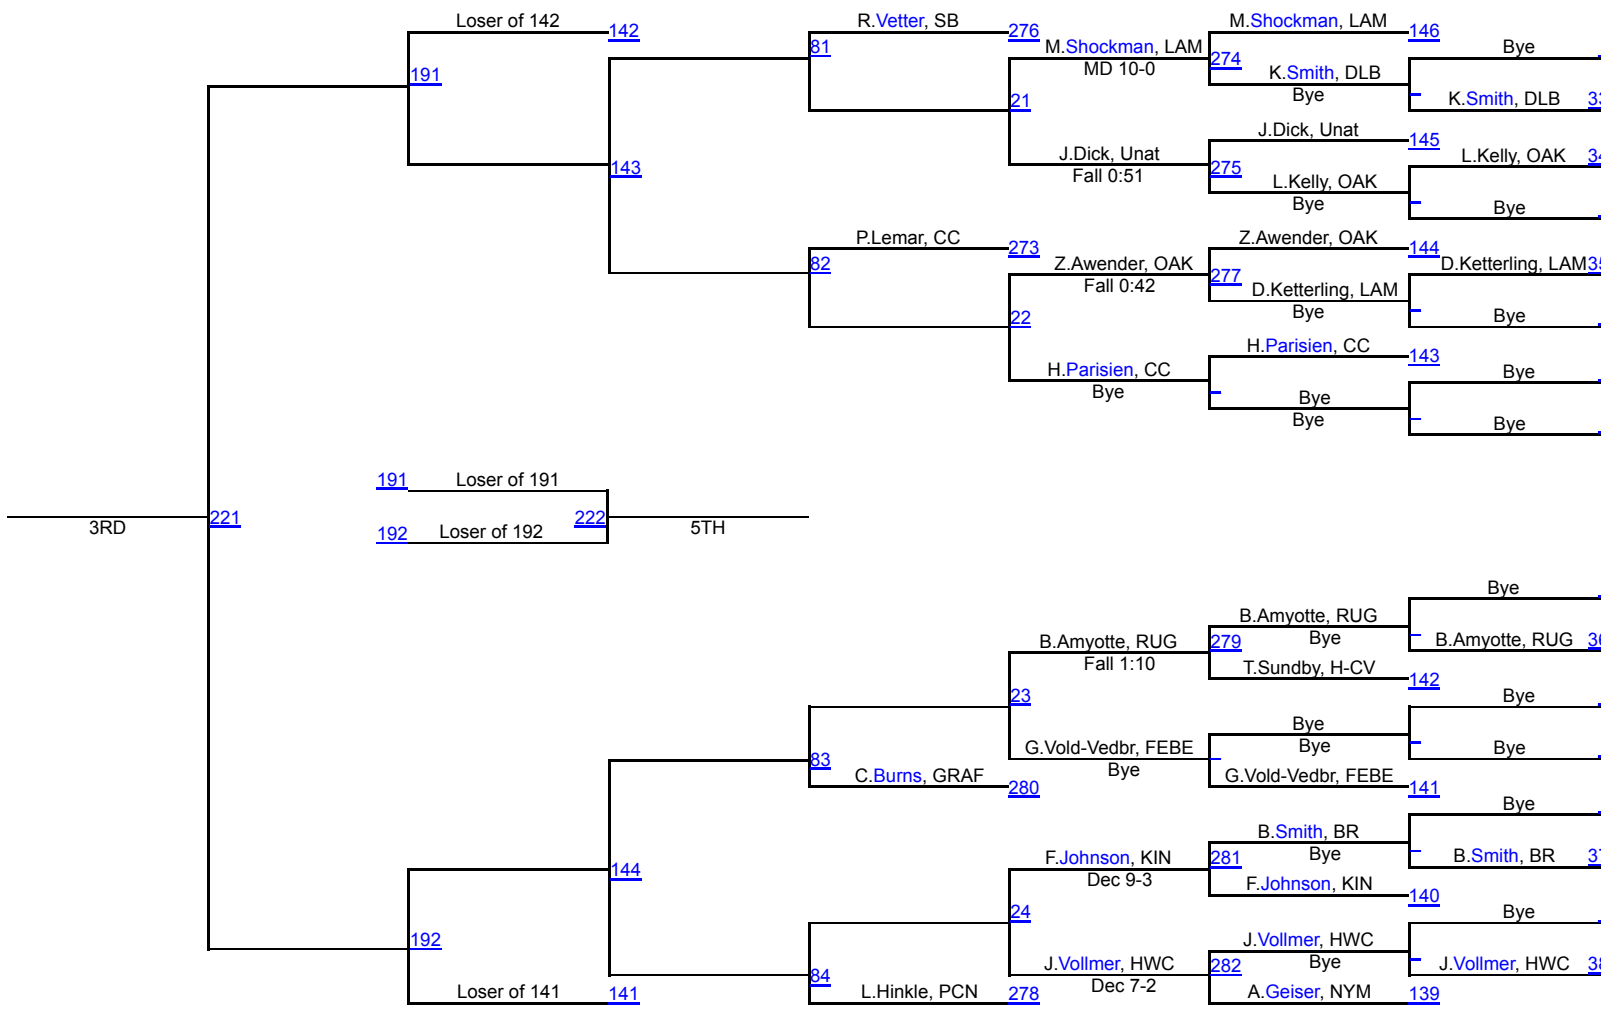 Loser of 142
142
R.Vetter, SB
276
M.Shockman, LAM
146
81
M.Shockman, LAM
Bye
274
MD 10-0
K.Smith, DLB
191
Bye
21
K.Smith, DLB
J.Dick, Unat
145
J.Dick, Unat
L.Kelly, OAK
143
275
Fall 0:51
L.Kelly, OAK
Bye
Bye
P.Lemar, CC
273
Z.Awender, OAK
144
82
Z.Awender, OAK
D.Ketterling, LAM
277
Fall 0:42
D.Ketterling, LAM
Bye
22
Bye
H.Parisien, CC
143
H.Parisien, CC
Bye
Bye
Bye
Bye
Bye
191
Loser of 191
221
222
3RD
192
Loser of 192
5TH
Bye
B.Amyotte, RUG
B.Amyotte, RUG
279
Bye
B.Amyotte, RUG
Fall 1:10
T.Sundby, H-CV
142
23
Bye
Bye
G.Vold-Vedbr, FEBE
Bye
Bye
83
Bye
C.Burns, GRAF
280
G.Vold-Vedbr, FEBE
141
Bye
B.Smith, BR
F.Johnson, KIN
281
Bye
B.Smith, BR
144
Dec 9-3
F.Johnson, KIN
140
24
Bye
192
J.Vollmer, HWC
J.Vollmer, HWC
282
Bye
J.Vollmer, HWC
84
Dec 7-2
Loser of 141
141
L.Hinkle, PCN
278
A.Geiser, NYM
139